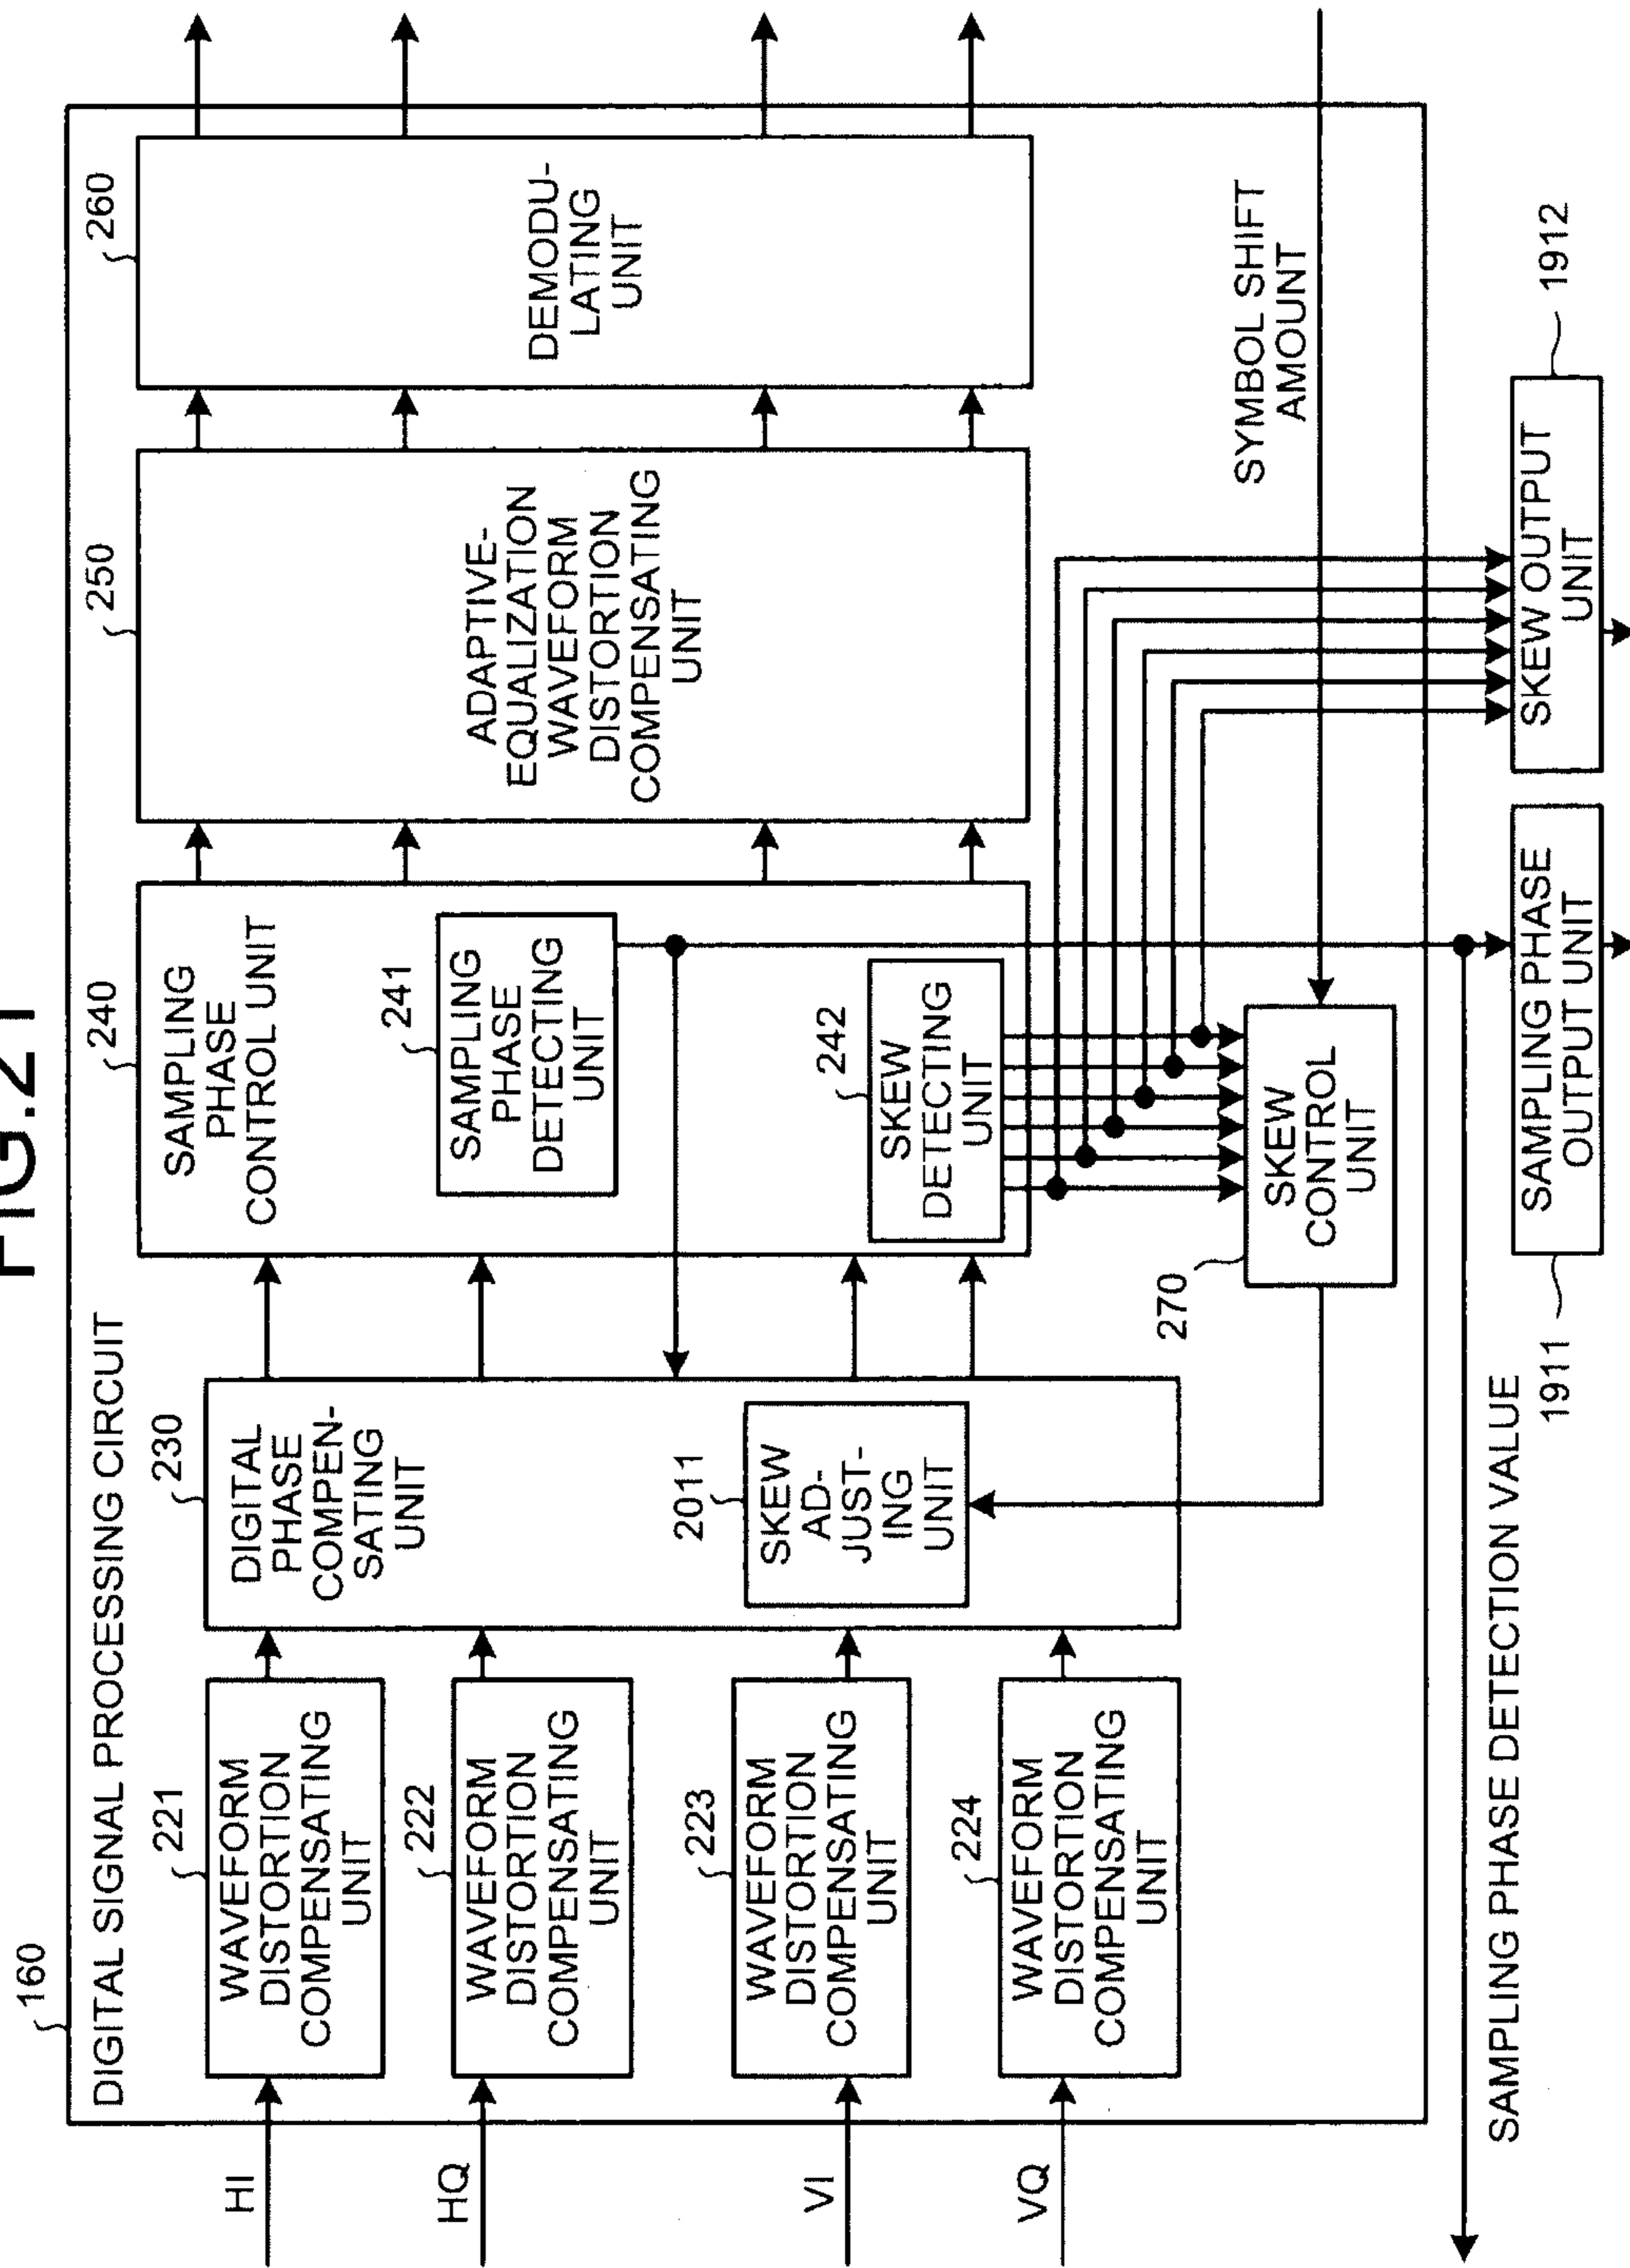 FIG.21
160
DIGITAL SIGNAL PROCESSING CIRCUIT
HI
HQ
VI
VQ
221
WAVEFORM
DISTORTION
COMPENSATING
UNIT
222
WAVEFORM
DISTORTION
COMPENSATING
UNIT
223
WAVEFORM
DISTORTION
COMPENSATING
UNIT
224
WAVEFORM
DISTORTION
COMPENSATING
UNIT
230
DIGITAL
PHASE
COMPEN-
SATING
UNIT
2011
SKEW
AD-
JUST-
ING
UNIT
240
SAMPLING
PHASE
CONTROL UNIT
241
SAMPLING
PHASE
DETECTING
UNIT
242
SKEW
DETECTING
UNIT
250
ADAPTIVE-
EQUALIZATION
WAVEFORM
DISTORTION
COMPENSATING
UNIT
260
DEMODU-
LATING
UNIT
270
SKEW
CONTROL
UNIT
SYMBOL SHIFT
AMOUNT
SAMPLING PHASE DETECTION VALUE
1911
SAMPLING PHASE
OUTPUT UNIT
1912
SKEW OUTPUT
UNIT